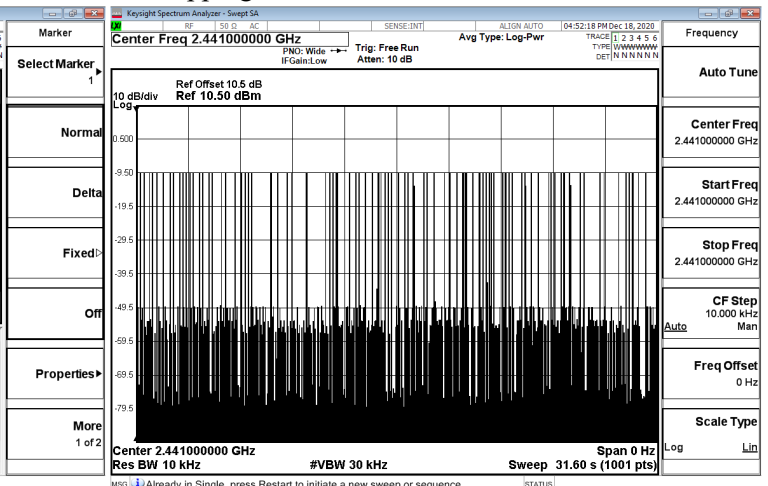 Marker
Select Marker
1
Normal
Delta
Fixed
Off
Properties
More
1 of 2
Keysight Spectrum Analyzer - Swept SA
LXI
RF
50 Ω
AC
SENSE:INT
ALIGN AUTO
04:52:18 PM Dec 18, 2020
Center Freq 2.441000000 GHz
PNO: Wide
IFGain:Low
Trig: Free Run
Atten: 10 dB
Avg Type: Log-Pwr
TRACE 1 2 3 4 5 6
TYPE WWWWWW
DET N N N N N N
Ref Offset 10.5 dB
10 dB/div
Ref 10.50 dBm
Log
0.500
-9.50
-19.5
-29.5
-39.5
-49.5
-59.5
-69.5
-79.5
Center 2.441000000 GHz
Span 0 Hz
Res BW 10 kHz
#VBW 30 kHz
Sweep 31.60 s (1001 pts)
MSG
Already in Single, press Restart to initiate a new sweep or sequence
STATUS
Frequency
Auto Tune
Center Freq
2.441000000 GHz
Start Freq
2.441000000 GHz
Stop Freq
2.441000000 GHz
CF Step
10.000 kHz
Auto
Man
Freq Offset
0 Hz
Scale Type
Log
Lin